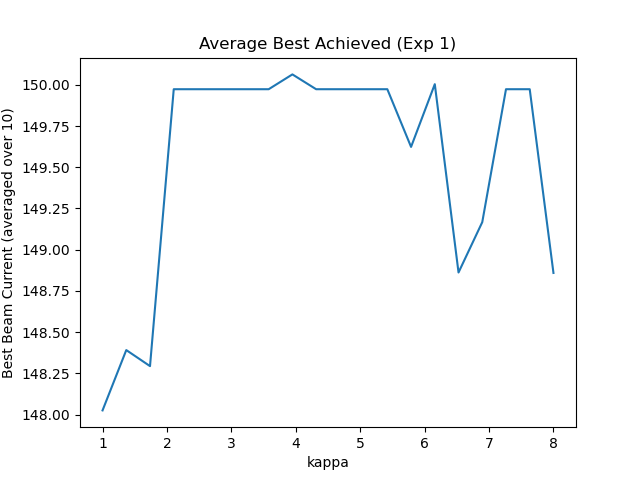 Average Best Achieved (Exp 1)
Best Beam Current (averaged over 10)
150.00
149.75
149.50
149.25
149.00
148.75
148.50
148.25
148.00
1 2 3 4 5 6 7 8
kappa